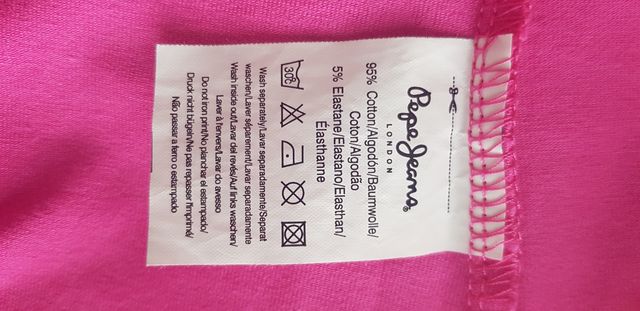 Pepe Jeans®
LONDON
95% Cotton/Algodón/Baumwolle/
Coton/Algodão
5% Elastane/Elastano/Elasthan/
Élasthanne
30°C
Wash separately/Lavar separadamente/Separat
waschen/Laver séparement/Lavar separadamente
Wash inside out/Lavar del revés/Auf links waschen/
Laver à l'envers/Lavar do avesso
Do not iron print/No planchar el estampado/
Druck nicht bügeln/Ne pas repasser l'imprimé/
Não passar a ferro o estampado